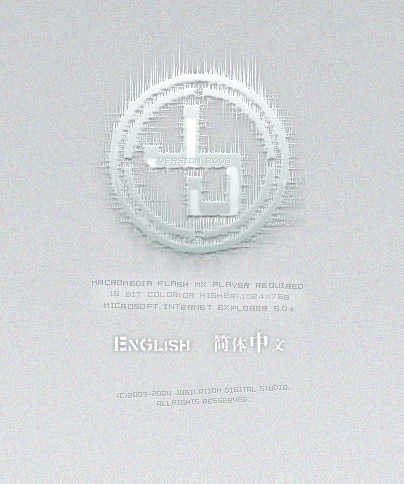 VERSION 2003
MACROMEDIA FLASH MX PLAYER REQUIRED
16 BIT COLOR(OR HIGHER),1024X768
MICROSOFT INTERNET EXPLORER 5.0+
ENGLISH 简体中文
(C)2003-2004 JUBILATION DIGITAL STUDIO.
ALLRIGHTS RESSERVED.